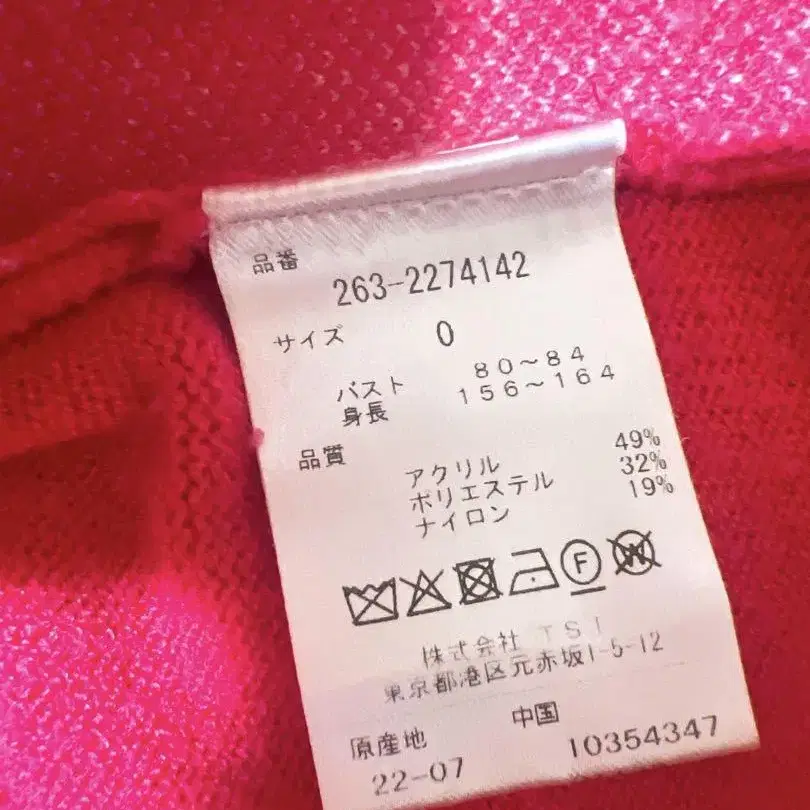 品番
263-2274142
サイズ 0
バスト 80～84
身長 156～164
品質
アクリル 49%
ポリエステル 32%
ナイロン 19%
F W
株式会社 TSI
東京都港区元赤坂1-5-12
原産地 中国
22-07 10354347